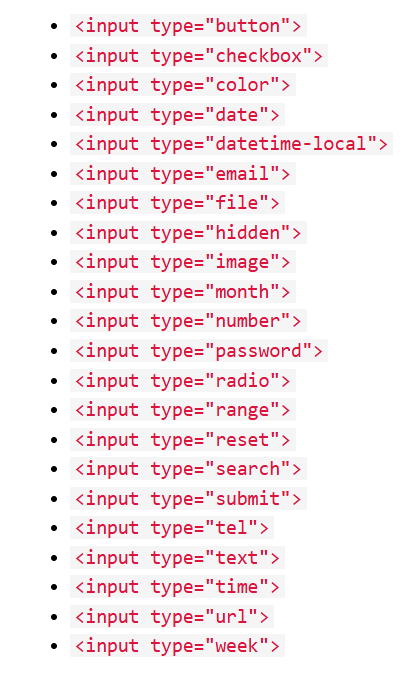 <input type="button">
<input type="checkbox">
<input type="color">
<input type="date">
<input type="datetime-local">
<input type="email">
<input type="file">
<input type="hidden">
<input type="image">
<input type="month">
<input type="number">
<input type="password">
<input type="radio">
<input type="range">
<input type="reset">
<input type="search">
<input type="submit">
<input type="tel">
<input type="text">
<input type="time">
<input type="url">
<input type="week">